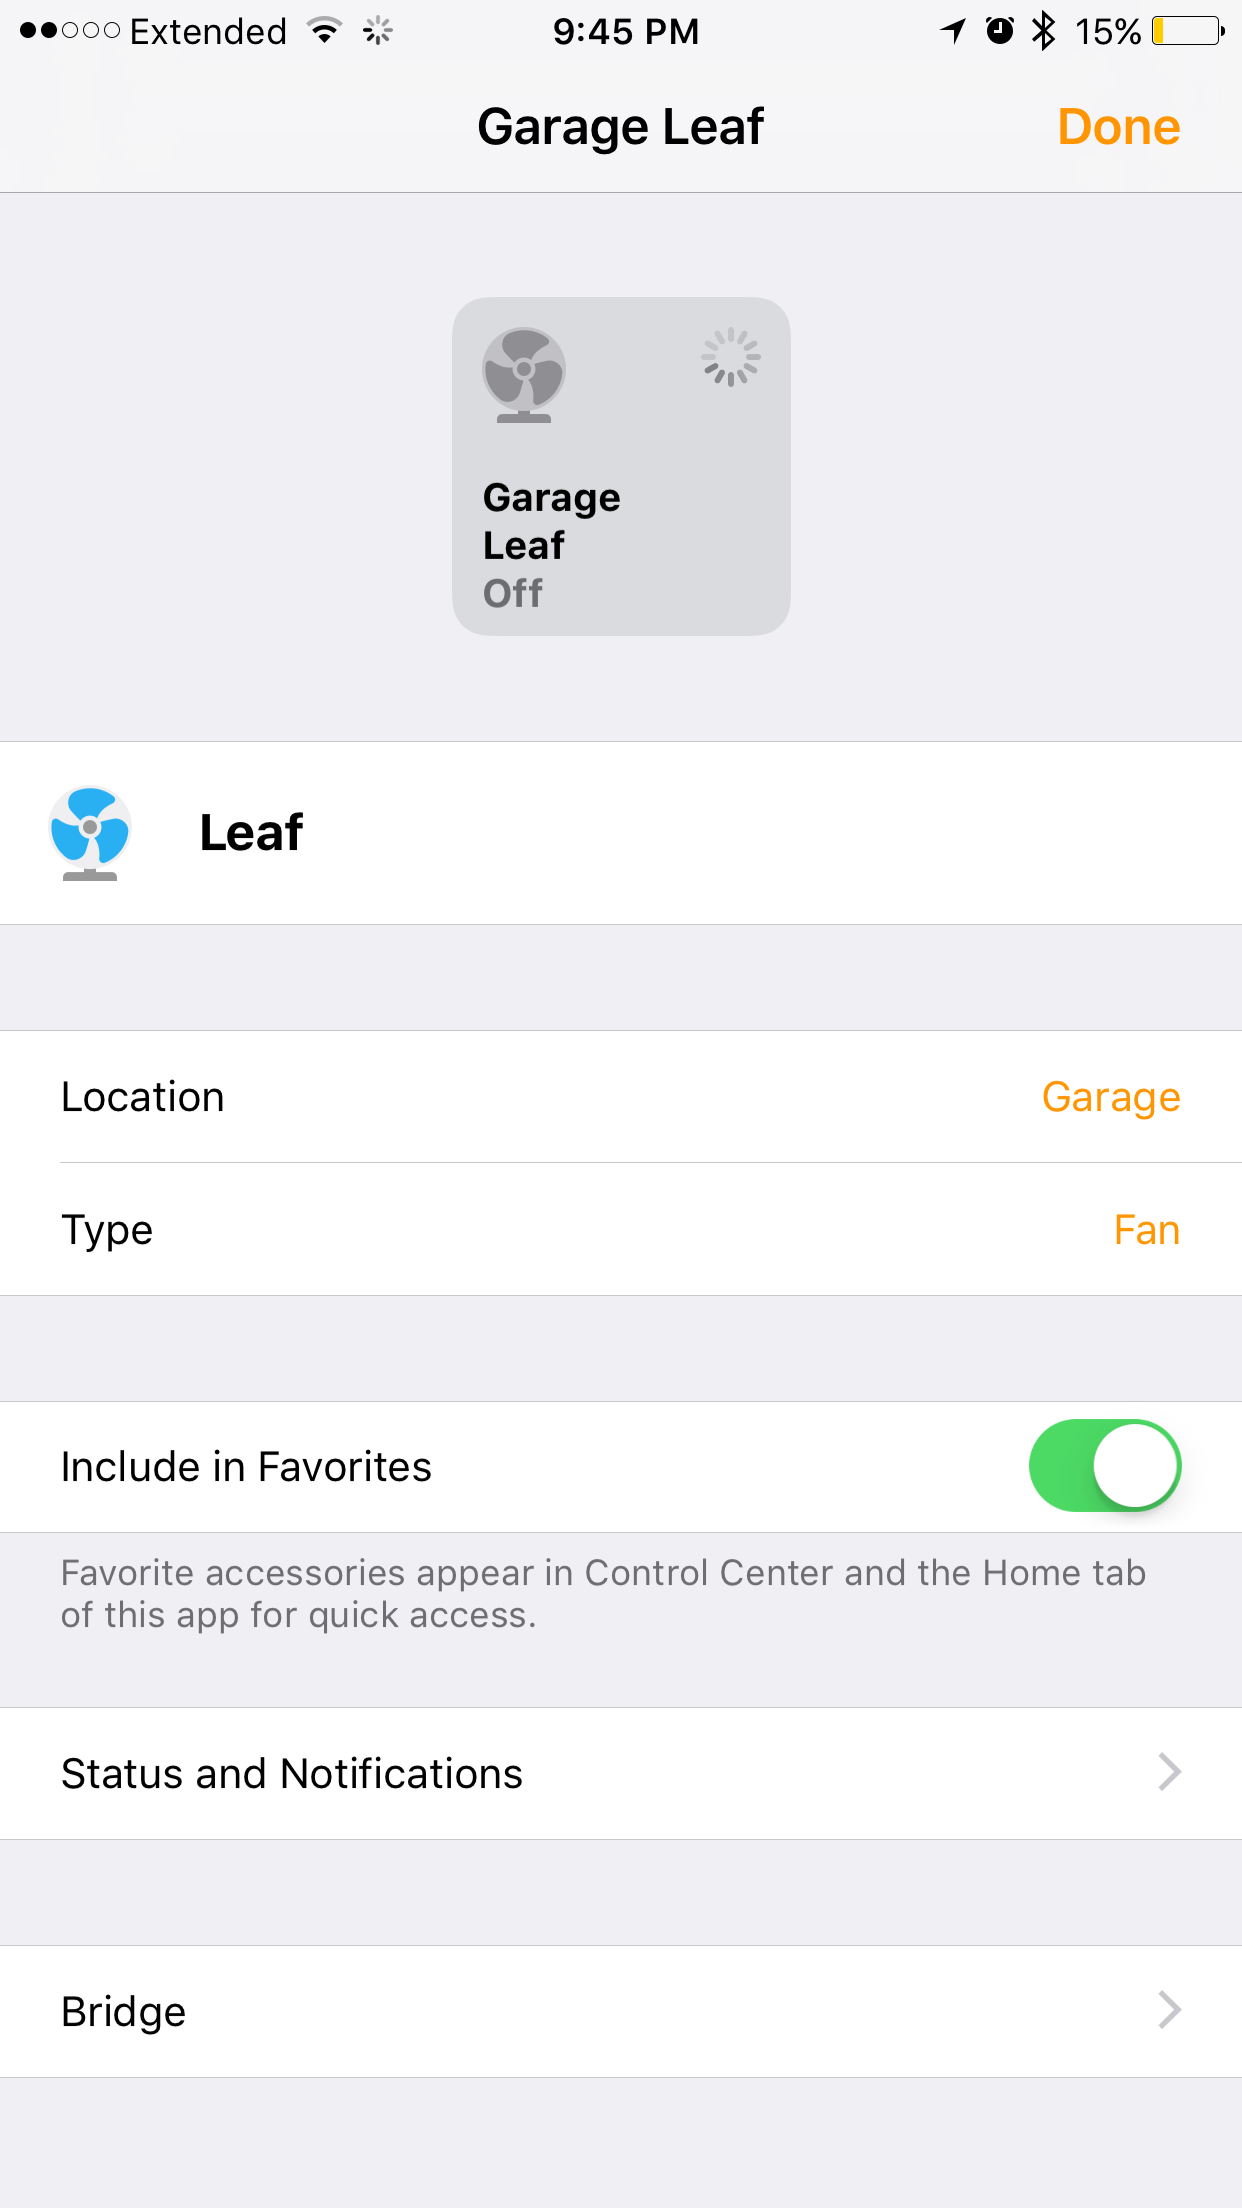 Extended 9:45 PM 15%
Garage Leaf Done
Garage
Leaf
Off
Leaf
Location Garage
Type Fan
Include in Favorites
Favorite accessories appear in Control Center and the Home tab
of this app for quick access.
Status and Notifications
Bridge